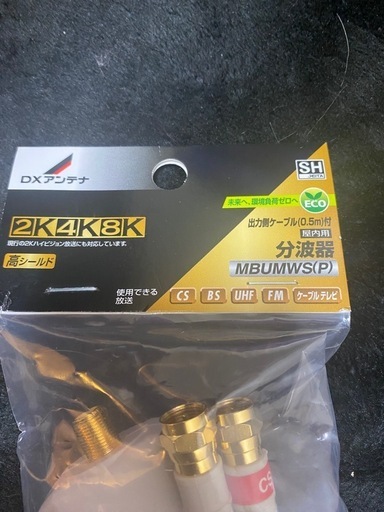 DXアンテナ
SH
JEITA
未来へ、環境負荷ゼロへ
ECO
2K4K8K
現行の2Kハイビジョン放送にも対応しています。
高シールド
出力側ケーブル(0.5m)付
屋内用
分波器
MBUMWS(P)
使用できる
放送
CS
BS
UHF
FM
ケーブルテレビ
CS